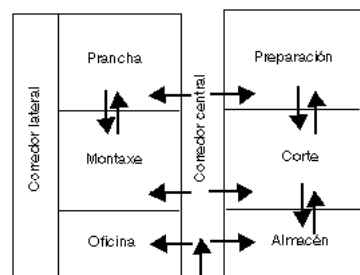 Corredor lateral
Prancha
Montaxe
Oficina
Corredor central
Preparación
Corte
Almacén